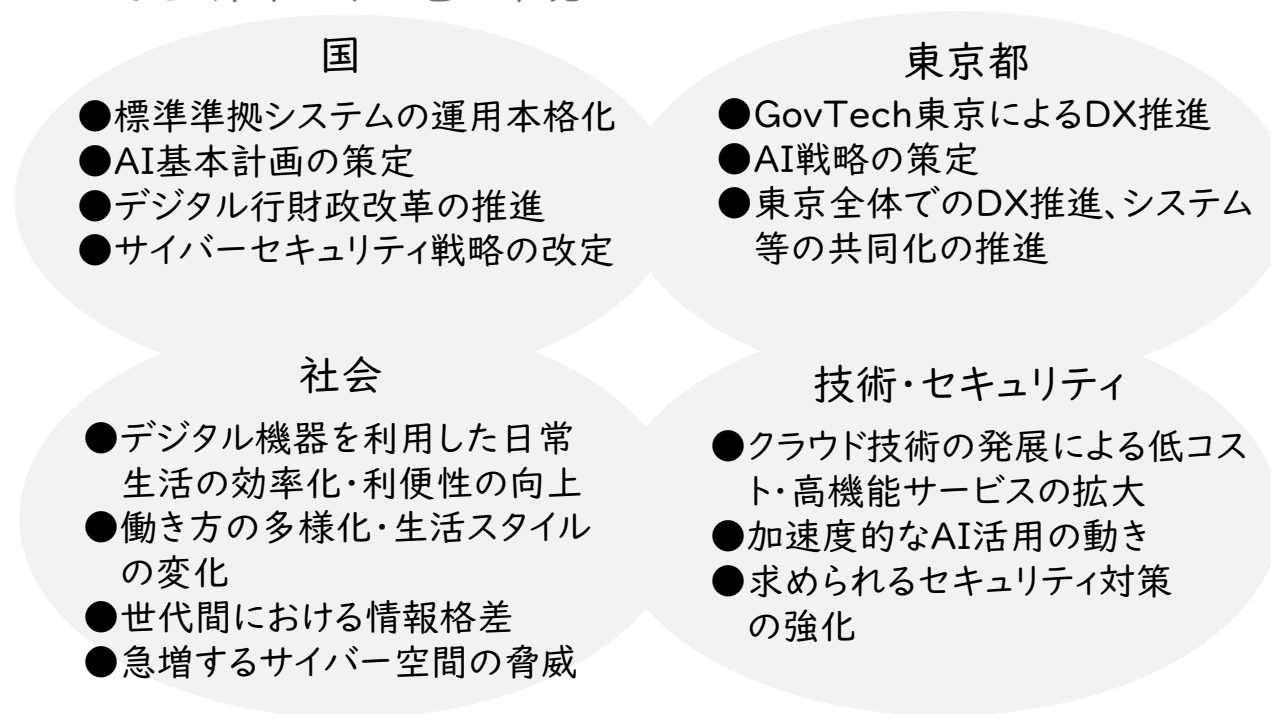 国
●標準準拠システムの運用本格化
●AI基本計画の策定
●デジタル行財政改革の推進
●サイバーセキュリティ戦略の改定
東京都
●GovTech東京によるDX推進
●AI戦略の策定
●東京全体でのDX推進、システム
等の共同化の推進
社会
●デジタル機器を利用した日常
生活の効率化・利便性の向上
●働き方の多様化・生活スタイル
の変化
●世代間における情報格差
●急増するサイバー空間の脅威
技術・セキュリティ
●クラウド技術の発展による低コス
ト・高機能サービスの拡大
●加速度的なAI活用の動き
●求められるセキュリティ対策
の強化